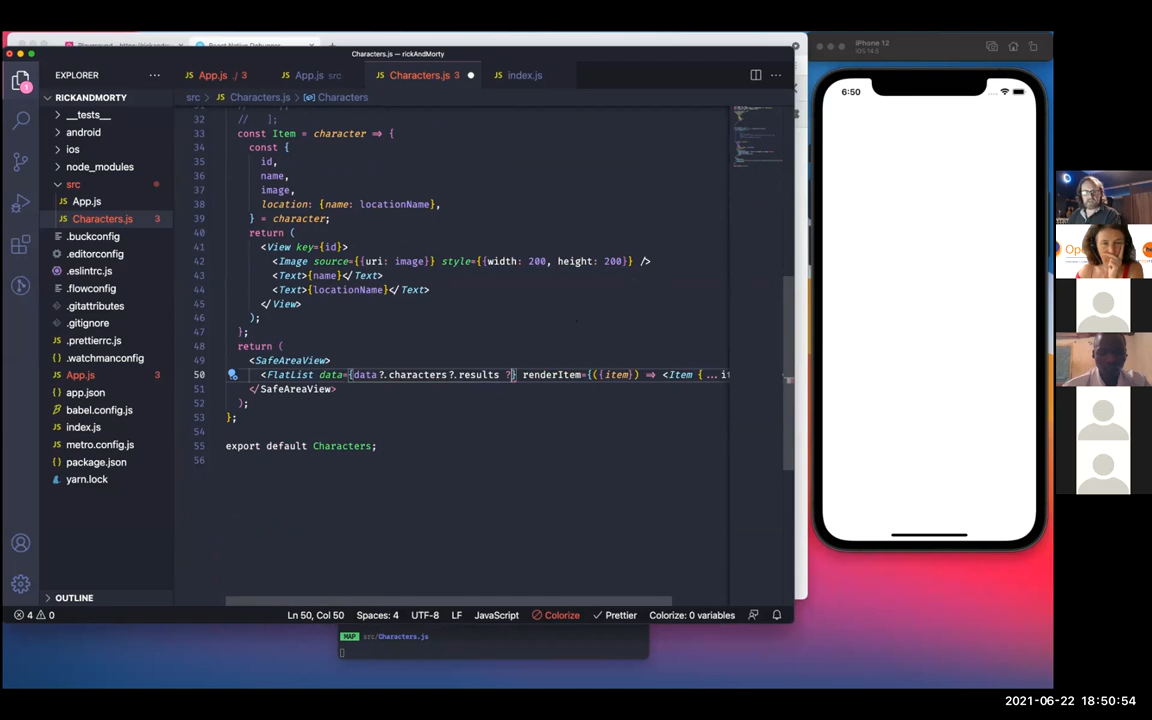 Characters.js — rickAndMorty
EXPLORER
App.js ./ 3
App.js src
Characters.js 3
index.js
RICKANDMORTY
src > Characters.js > Characters
__tests__
android
ios
node_modules
src
App.js
Characters.js 3
.buckconfig
.editorconfig
.eslintrc.js
.flowconfig
.gitattributes
.gitignore
.prettierrc.js
.watchmanconfig
App.js 3
app.json
babel.config.js
index.js
metro.config.js
package.json
yarn.lock
OUTLINE
32 // ];
33 const Item = character => {
34 const {
35 id,
36 name,
37 image,
38 location: {name: locationName},
39 } = character;
40 return (
41 <View key={id}>
42 <Image source={{uri: image}} style={{width: 200, height: 200}} />
43 <Text>{name}</Text>
44 <Text>{locationName}</Text>
45 </View>
46 );
47 };
48 return (
49 <SafeAreaView>
50 <FlatList data={data?.characters?.results ?} renderItem={({item}) => <Item {...it
51 </SafeAreaView>
52 );
53 };
54
55 export default Characters;
56
4 0
Ln 50, Col 50 Spaces: 4 UTF-8 LF JavaScript Colorize Prettier Colorize: 0 variables
MAP src/Characters.js
iPhone 12
iOS 14.5
6:50
Ope
2021-06-22 18:50:54